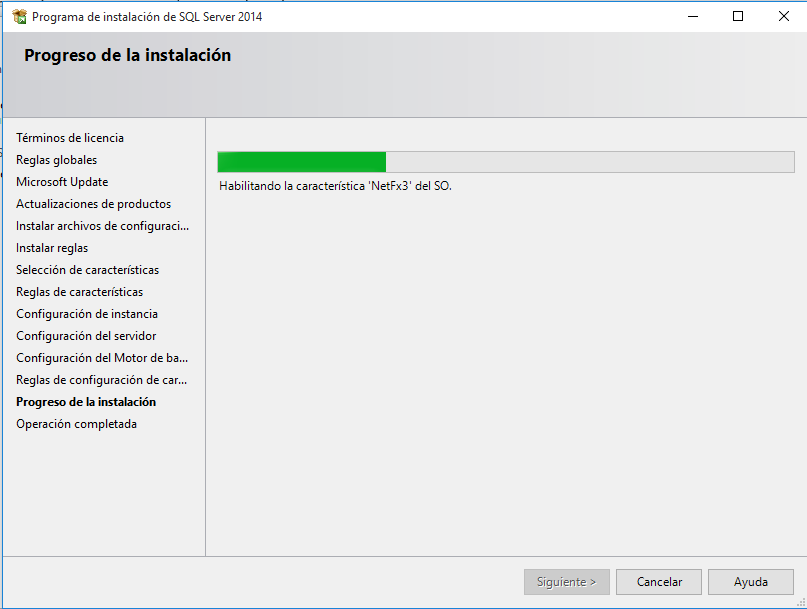 Programa de instalación de SQL Server 2014
Progreso de la instalación
Términos de licencia
Reglas globales
Microsoft Update
Actualizaciones de productos
Instalar archivos de configuraci...
Instalar reglas
Selección de características
Reglas de características
Configuración de instancia
Configuración del servidor
Configuración del Motor de ba...
Reglas de configuración de car...
Progreso de la instalación
Operación completada
Habilitando la característica 'NetFx3' del SO.
Siguiente >
Cancelar
Ayuda